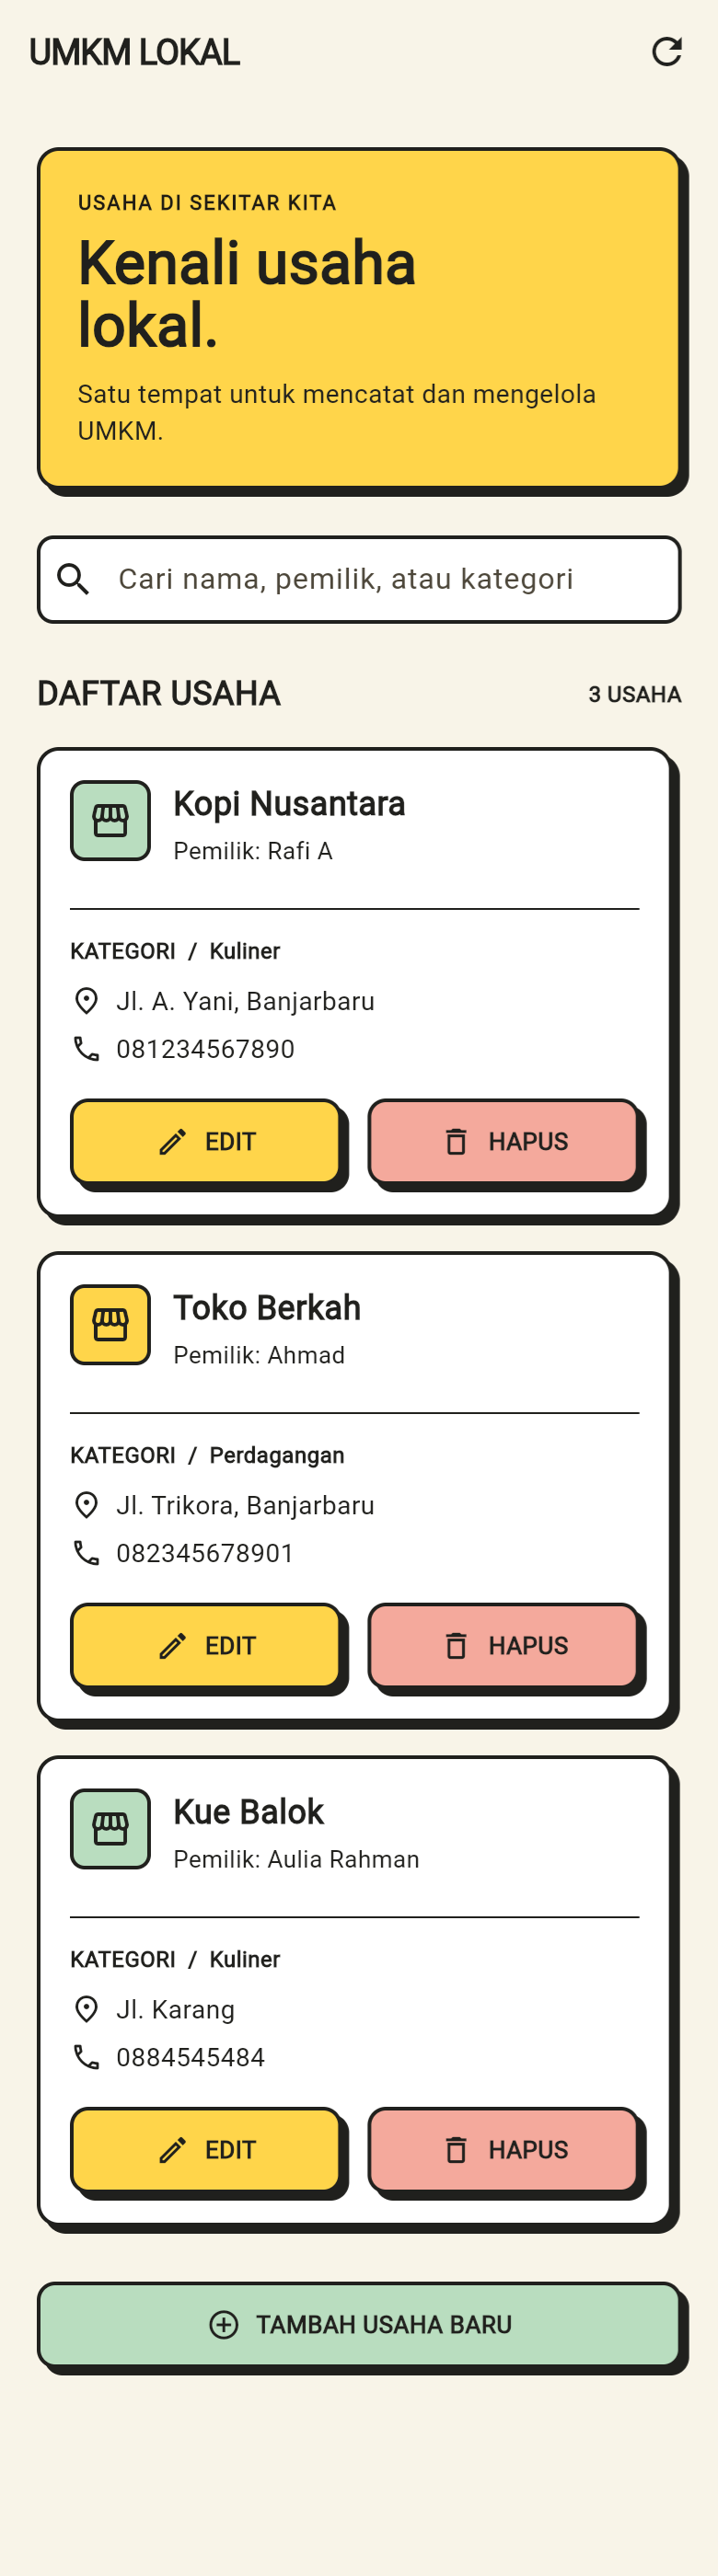 UMKM LOKAL
USAHA DI SEKITAR KITA
Kenali usaha
lokal.
Satu tempat untuk mencatat dan mengelola
UMKM.
Cari nama, pemilik, atau kategori
DAFTAR USAHA
3 USAHA
Kopi Nusantara
Pemilik: Rafi A
KATEGORI / Kuliner
Jl. A. Yani, Banjarbaru
081234567890
EDIT
HAPUS
Toko Berkah
Pemilik: Ahmad
KATEGORI / Perdagangan
Jl. Trikora, Banjarbaru
082345678901
EDIT
HAPUS
Kue Balok
Pemilik: Aulia Rahman
KATEGORI / Kuliner
Jl. Karang
0884545484
EDIT
HAPUS
TAMBAH USAHA BARU